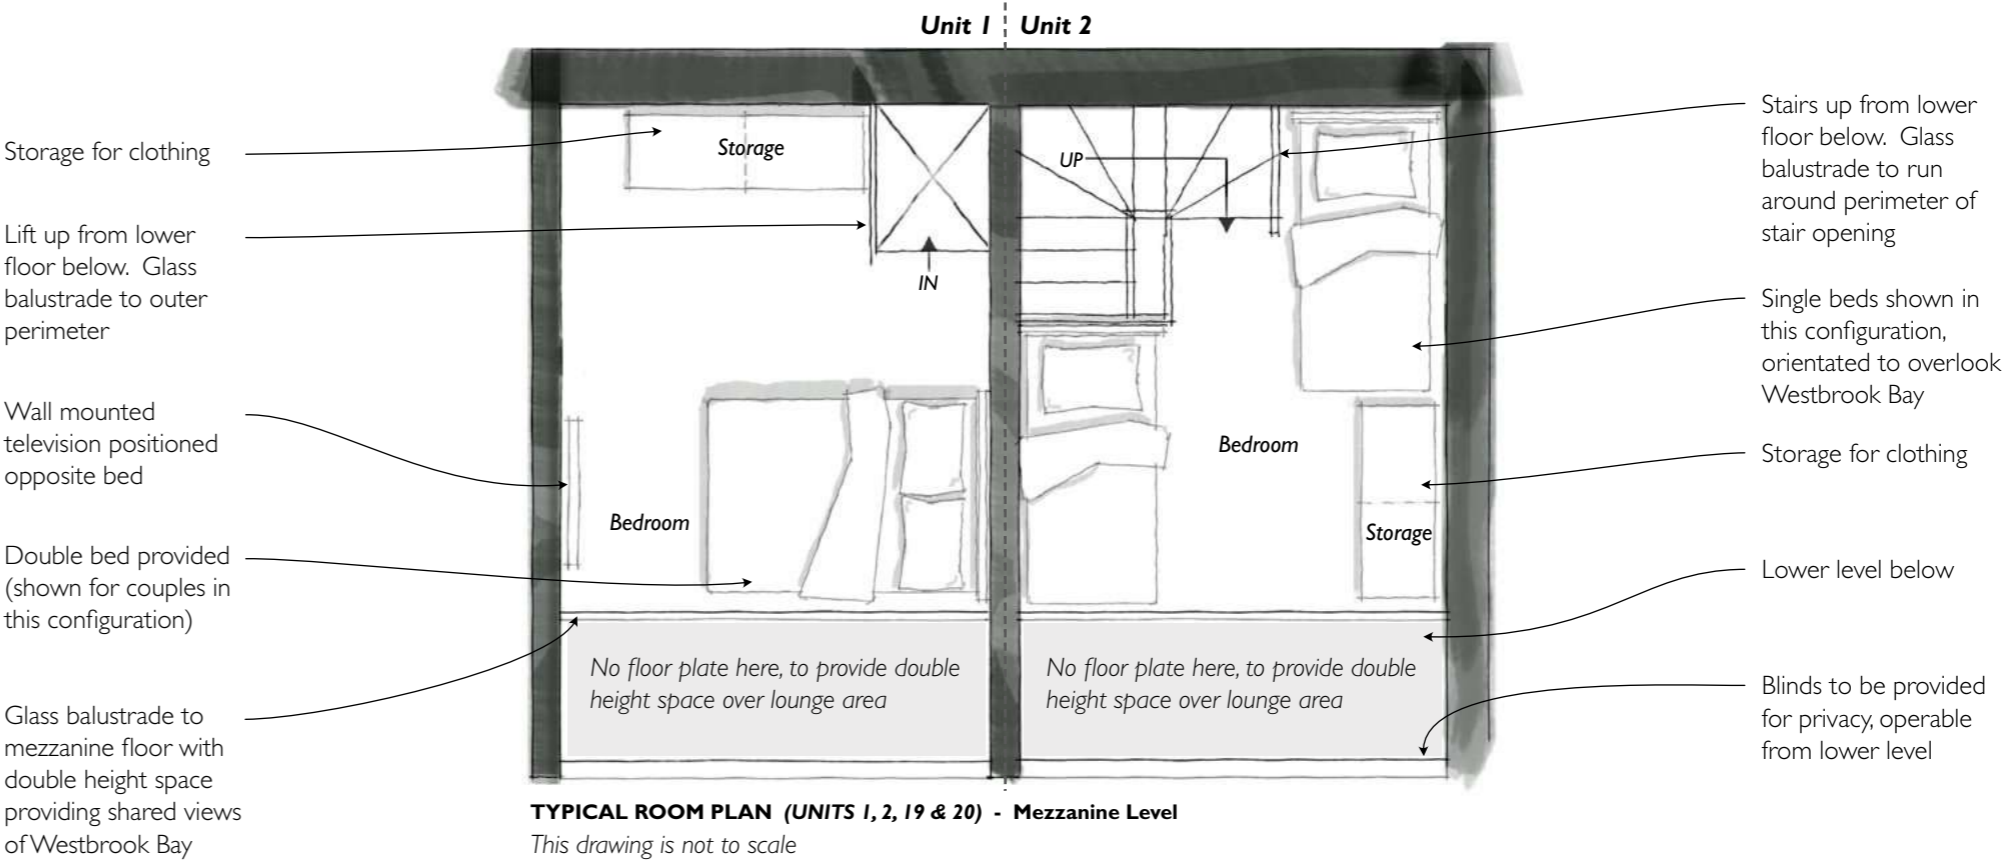 Unit 1 Unit 2
Storage for clothing
Lift up from lower
floor below. Glass
balustrade to outer
perimeter
Wall mounted
television positioned
opposite bed
Double bed provided
(shown for couples in
this configuration)
Glass balustrade to
mezzanine floor with
double height space
providing shared views
of Westbrook Bay
Storage
IN
Bedroom
No floor plate here, to provide double
height space over lounge area
UP
Bedroom
Storage
No floor plate here, to provide double
height space over lounge area
Stairs up from lower
floor below. Glass
balustrade to run
around perimeter of
stair opening
Single beds shown in
this configuration,
orientated to overlook
Westbrook Bay
Storage for clothing
Lower level below
Blinds to be provided
for privacy, operable
from lower level
TYPICAL ROOM PLAN (UNITS 1, 2, 19 & 20) - Mezzanine Level
This drawing is not to scale